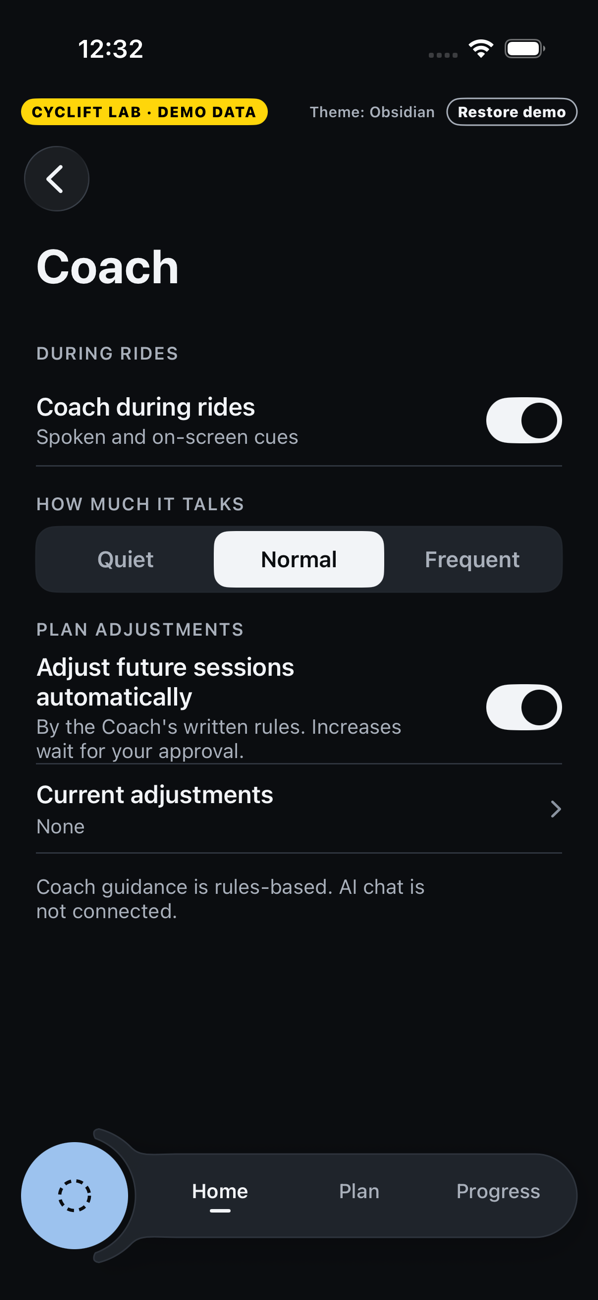 12:32
CYCLIFT LAB · DEMO DATA
Theme: Obsidian
Restore demo
Coach
DURING RIDES
Coach during rides
Spoken and on-screen cues
HOW MUCH IT TALKS
Quiet
Normal
Frequent
PLAN ADJUSTMENTS
Adjust future sessions
automatically
By the Coach's written rules. Increases
wait for your approval.
Current adjustments
None
Coach guidance is rules-based. AI chat is
not connected.
Home
Plan
Progress